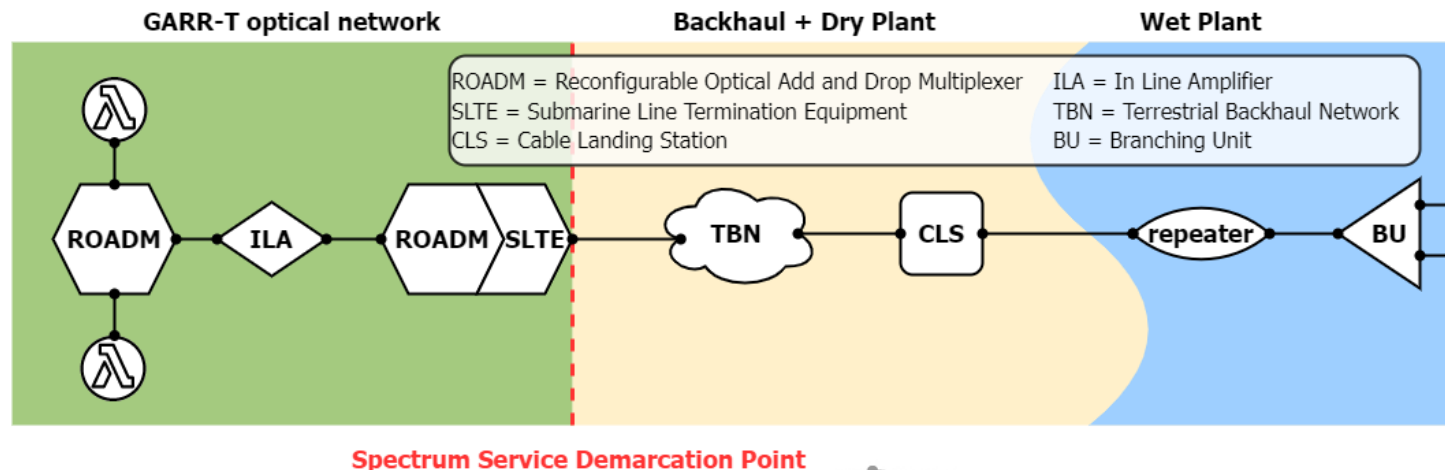 GARR-T optical network
Backhaul + Dry Plant
Wet Plant
ROADM = Reconfigurable Optical Add and Drop Multiplexer
SLTE = Submarine Line Termination Equipment
CLS = Cable Landing Station
ILA = In Line Amplifier
TBN = Terrestrial Backhaul Network
BU = Branching Unit
λ
ROADM
ILA
ROADM
SLTE
TBN
CLS
repeater
BU
λ
Spectrum Service Demarcation Point